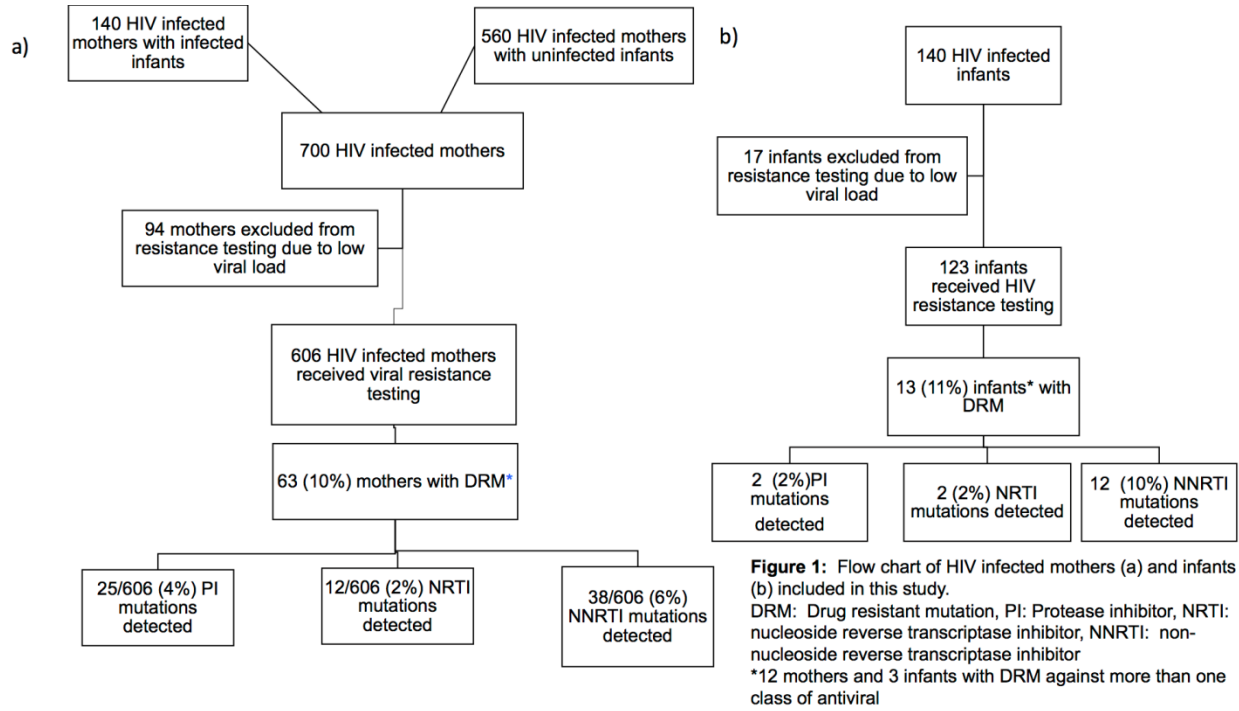 a)
140 HIV infected
mothers with infected
infants
560 HIV infected mothers
with uninfected infants
700 HIV infected mothers
94 mothers excluded from
resistance testing due to low
viral load
606 HIV infected mothers
received viral resistance
testing
63 (10%) mothers with DRM*
25/606 (4%) PI
mutations
detected
12/606 (2%) NRTI
mutations
detected
38/606 (6%)
NNRTI mutations
detected
b)
140 HIV infected
infants
17 infants excluded from
resistance testing due to low
viral load
123 infants
received HIV
resistance testing
13 (11%) infants* with
DRM
2 (2%)PI
mutations
detected
2 (2%) NRTI
mutations detected
12 (10%) NNRTI
mutations
detected
Figure 1: Flow chart of HIV infected mothers (a) and infants
(b) included in this study.
DRM: Drug resistant mutation, PI: Protease inhibitor, NRTI:
nucleoside reverse transcriptase inhibitor, NNRTI: non-
nucleoside reverse transcriptase inhibitor
*12 mothers and 3 infants with DRM against more than one
class of antiviral